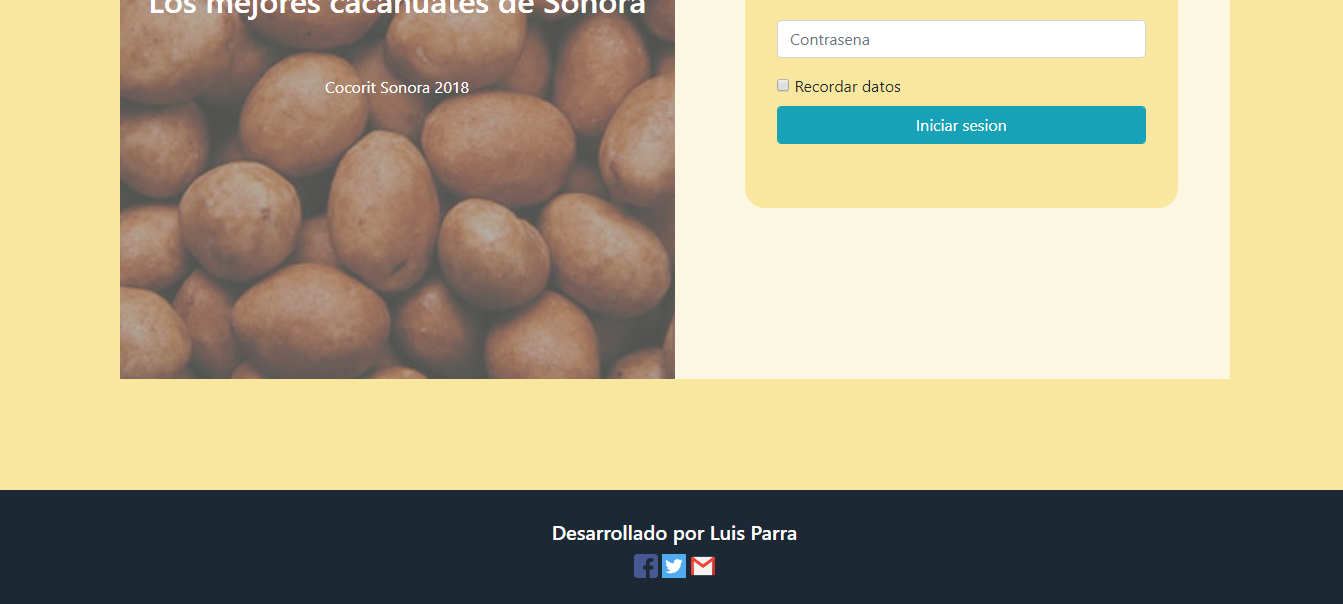 Los mejores cacahuates de Sonora
Cocorit Sonora 2018
Contrasena
Recordar datos
Iniciar sesion
Desarrollado por Luis Parra